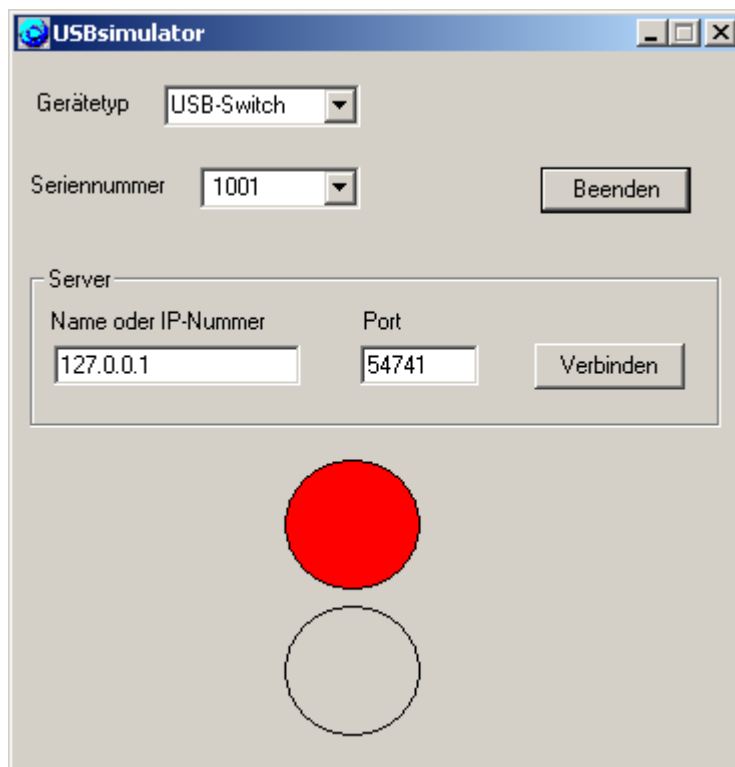 USBsimulator
Gerätetyp USB-Switch
Seriennummer 1001 Beenden
Server
Name oder IP-Nummer Port
127.0.0.1 54741 Verbinden